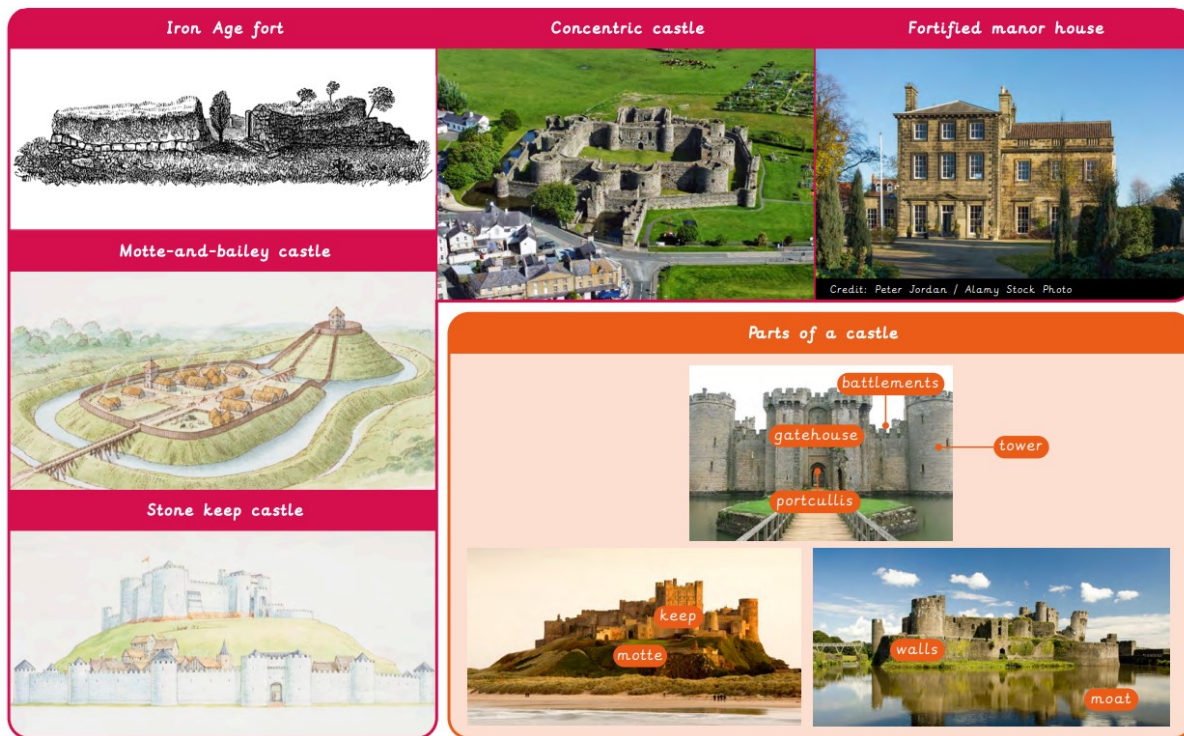 Iron Age fort
Concentric castle
Fortified manor house
Credit: Peter Jordan / Alamy Stock Photo
Motte-and-bailey castle
Stone keep castle
Parts of a castle
battlements
gatehouse
tower
portcullis
keep
motte
walls
moat